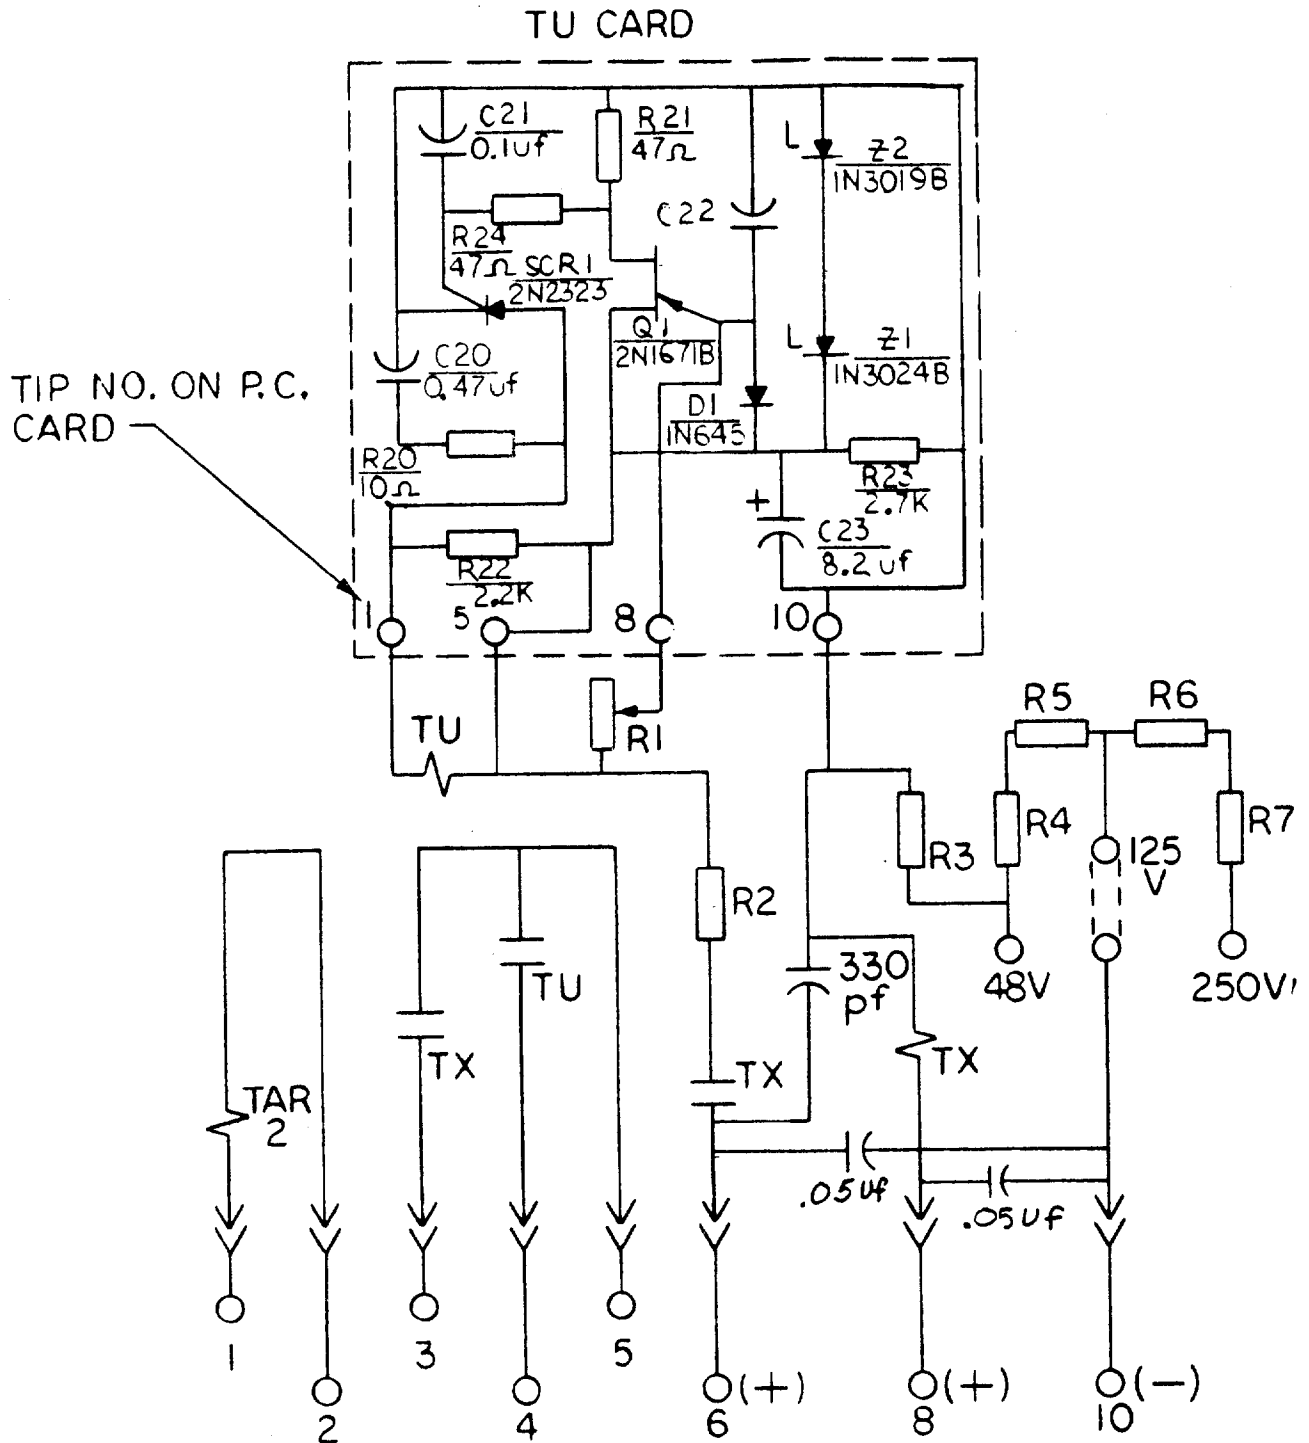 TU CARD
C21
0.1uf
R21
47Ω
L
Z2
1N3019B
C22
R24
47Ω
SCR1
2N2323
Q1
2N1671B
L
Z1
1N3024B
C20
0.47uf
TIP NO. ON P.C.
CARD
D1
1N645
R20
10Ω
R23
2.7K
+
C23
8.2uf
R22
2.2K
1
5
8
10
TU
R1
R5
R6
R3
R4
125
V
R7
R2
48V
250V
330
pf
TU
TX
TX
TX
TAR
2
.05uf
.05uf
1
2
3
4
5
6
(+)
8
(+)
10
(-)